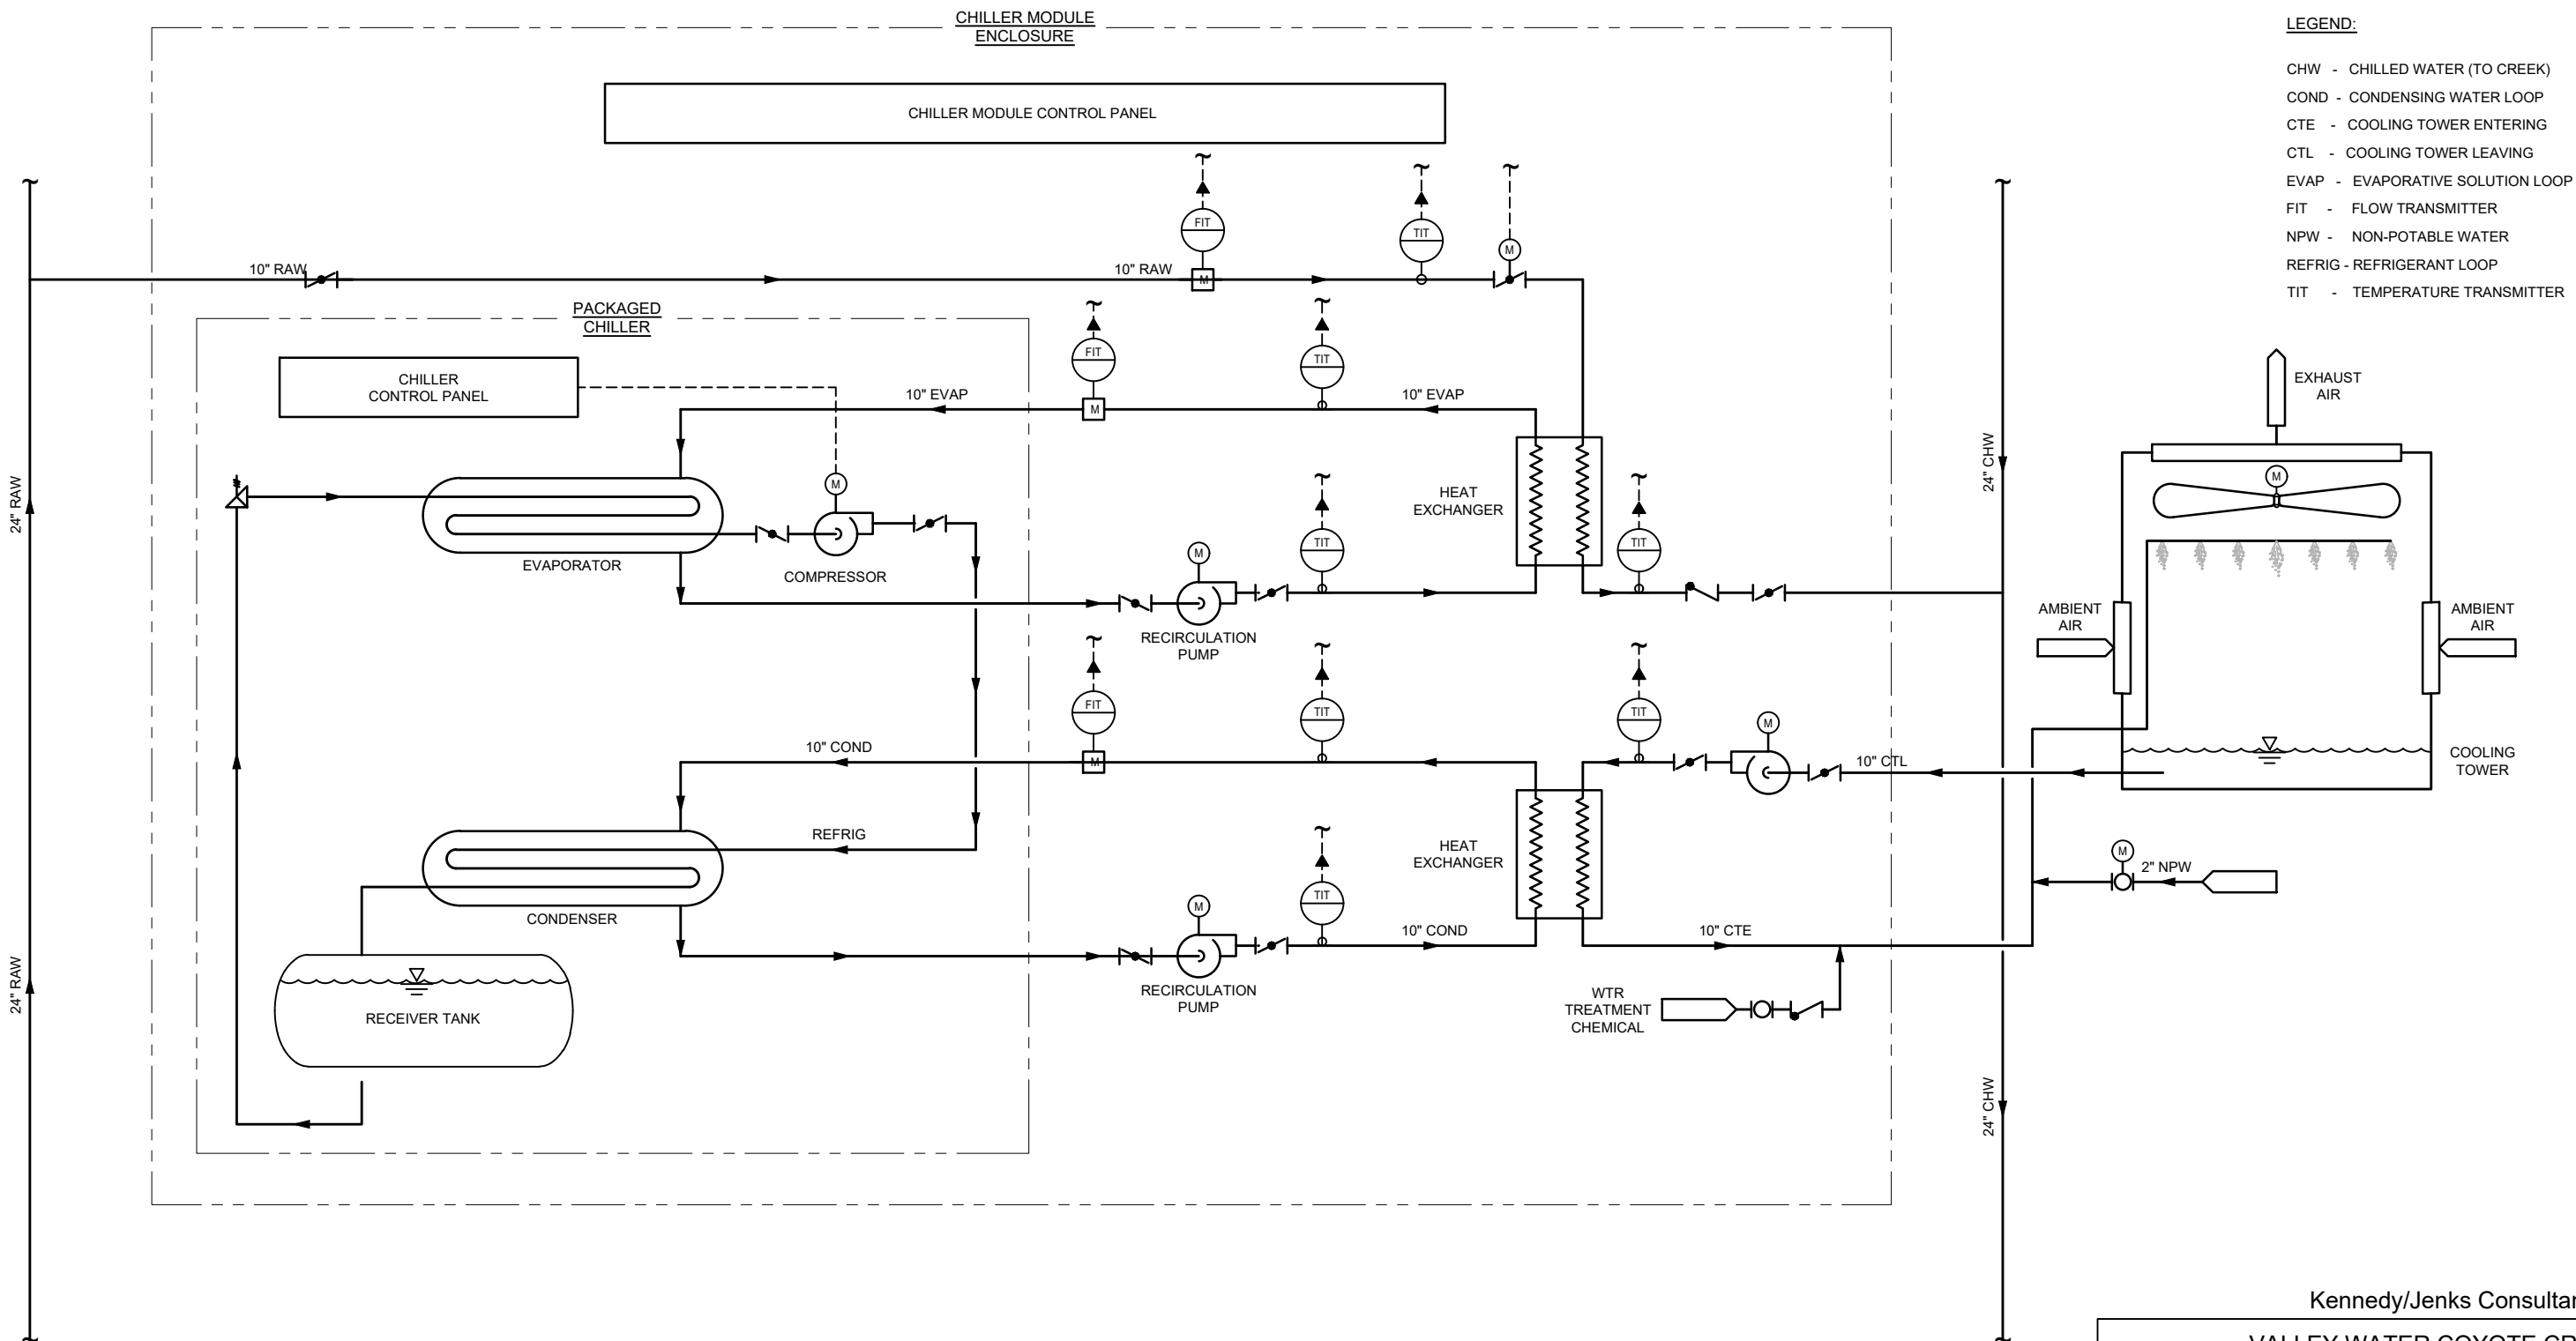 CHILLER MODULE
ENCLOSURE
LEGEND:
CHW - CHILLED WATER (TO CREEK)
COND - CONDENSING WATER LOOP
CTE - COOLING TOWER ENTERING
CTL - COOLING TOWER LEAVING
EVAP - EVAPORATIVE SOLUTION LOOP
FIT - FLOW TRANSMITTER
NPW - NON-POTABLE WATER
REFRIG - REFRIGERANT LOOP
TIT - TEMPERATURE TRANSMITTER
CHILLER MODULE CONTROL PANEL
FIT
TIT
M
10" RAW
10" RAW
M
PACKAGED
CHILLER
FIT
TIT
CHILLER
CONTROL PANEL
10" EVAP
M
10" EVAP
EXHAUST
AIR
24" RAW
24" CHW
M
M
HEAT
EXCHANGER
TIT
TIT
EVAPORATOR
COMPRESSOR
M
RECIRCULATION
PUMP
AMBIENT
AIR
AMBIENT
AIR
FIT
TIT
TIT
M
10" COND
M
10" CTL
COOLING
TOWER
REFRIG
HEAT
EXCHANGER
M
2" NPW
CONDENSER
M
TIT
10" COND
10" CTE
24" RAW
RECIRCULATION
PUMP
WTR
TREATMENT
CHEMICAL
RECEIVER TANK
24" CHW
Kennedy/Jenks
VALLEY WATER COYOTE